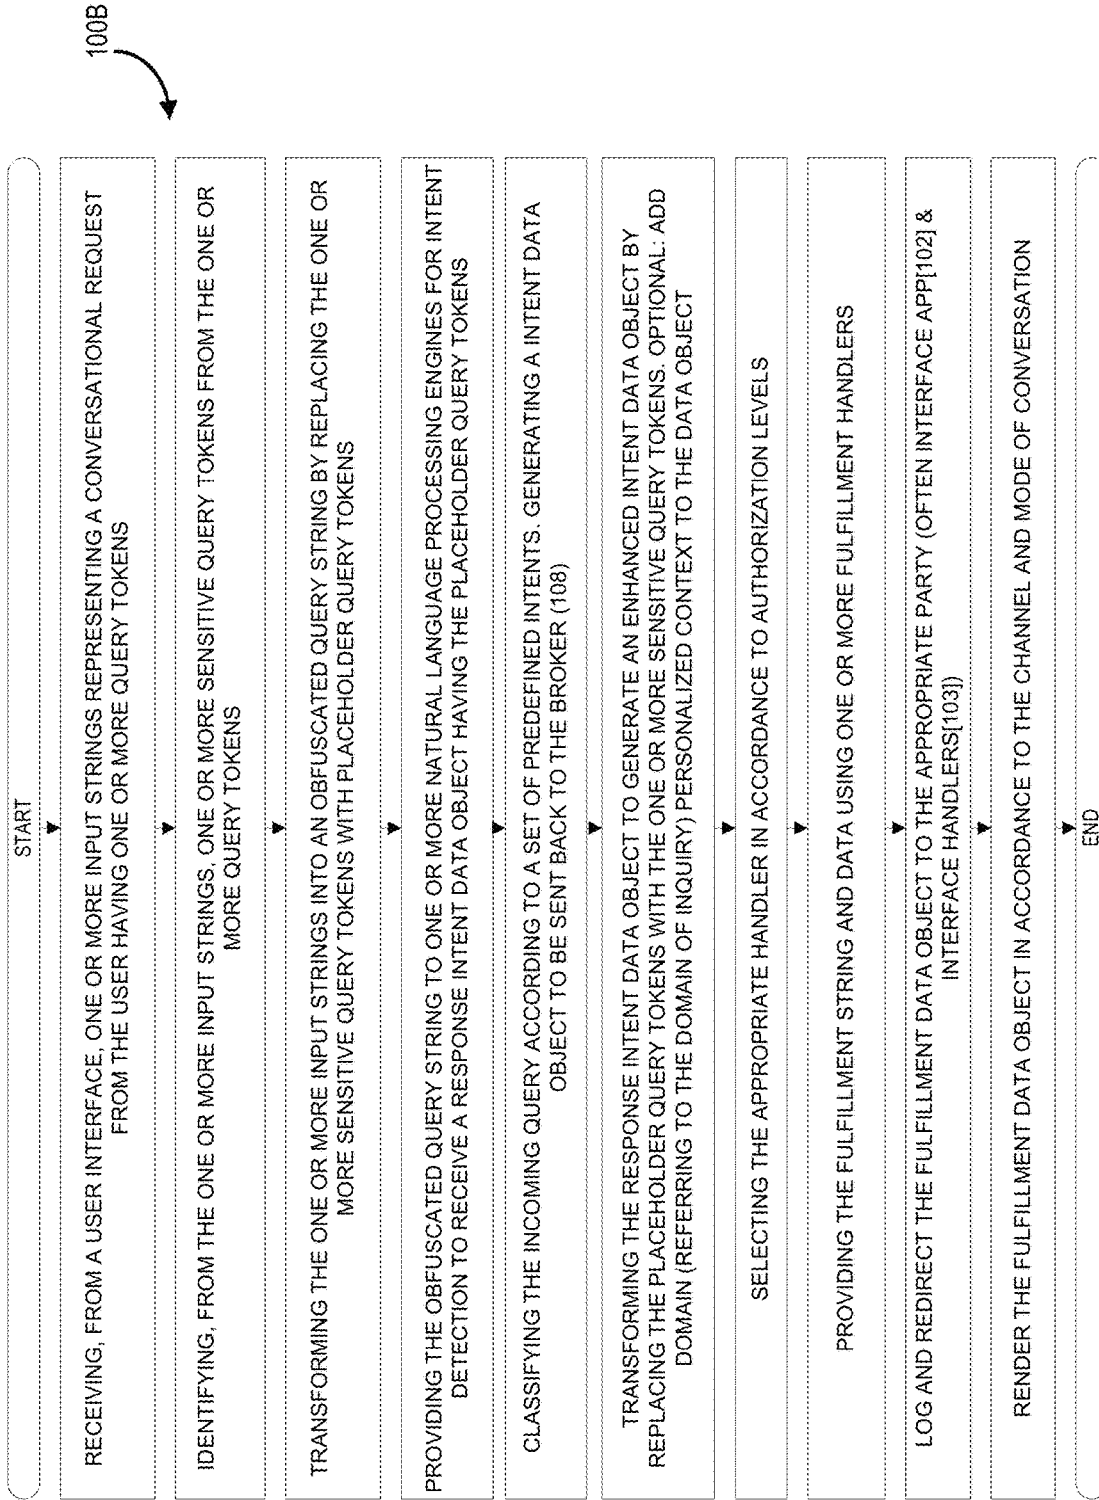 100B
START
RECEIVING, FROM A USER INTERFACE, ONE OR MORE INPUT STRINGS REPRESENTING A CONVERSATIONAL REQUEST
FROM THE USER HAVING ONE OR MORE QUERY TOKENS
IDENTIFYING, FROM THE ONE OR MORE INPUT STRINGS, ONE OR MORE SENSITIVE QUERY TOKENS FROM THE ONE OR
MORE QUERY TOKENS
TRANSFORMING THE ONE OR MORE INPUT STRINGS INTO AN OBFUSCATED QUERY STRING BY REPLACING THE ONE OR
MORE SENSITIVE QUERY TOKENS WITH PLACEHOLDER QUERY TOKENS
PROVIDING THE OBFUSCATED QUERY STRING TO ONE OR MORE NATURAL LANGUAGE PROCESSING ENGINES FOR INTENT
DETECTION TO RECEIVE A RESPONSE INTENT DATA OBJECT HAVING THE PLACEHOLDER QUERY TOKENS
CLASSIFYING THE INCOMING QUERY ACCORDING TO A SET OF PREDEFINED INTENTS. GENERATING A INTENT DATA
OBJECT TO BE SENT BACK TO THE BROKER (108)
TRANSFORMING THE RESPONSE INTENT DATA OBJECT TO GENERATE AN ENHANCED INTENT DATA OBJECT BY
REPLACING THE PLACEHOLDER QUERY TOKENS WITH THE ONE OR MORE SENSITIVE QUERY TOKENS. OPTIONAL: ADD
DOMAIN (REFERRING TO THE DOMAIN OF INQUIRY) PERSONALIZED CONTEXT TO THE DATA OBJECT
SELECTING THE APPROPRIATE HANDLER IN ACCORDANCE TO AUTHORIZATION LEVELS
PROVIDING THE FULFILLMENT STRING AND DATA USING ONE OR MORE FULFILLMENT HANDLERS
LOG AND REDIRECT THE FULFILLMENT DATA OBJECT TO THE APPROPRIATE PARTY (OFTEN INTERFACE APP[102] &
INTERFACE HANDLERS[103])
RENDER THE FULFILLMENT DATA OBJECT IN ACCORDANCE TO THE CHANNEL AND MODE OF CONVERSATION
END